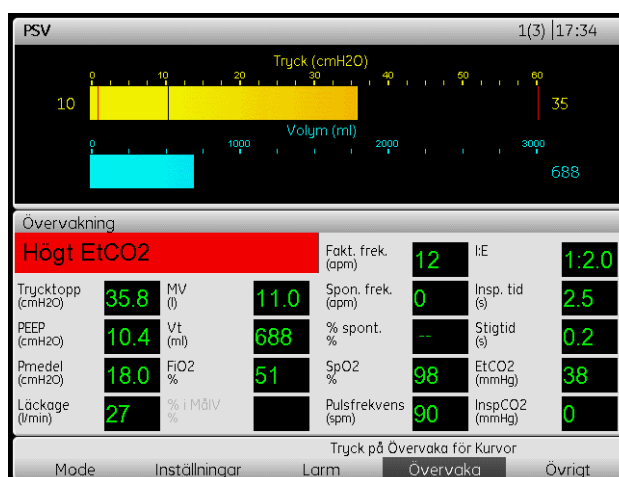 PSV 1(3) 17:34
Tryck (cmH2O)
0 10 20 30 40 50 60
10 35
Volym (ml)
0 1000 2000 3000
688
Övervakning
Högt EtCO2
Fakt. frek. (apm) 12
I:E 1:2.0
Trycktopp (cmH2O) 35.8
MV (l) 11.0
Spon. frek. (apm) 0
Insp. tid (s) 2.5
PEEP (cmH2O) 10.4
Vt (ml) 688
% spont. % --
Stigtid (s) 0.2
Pmedel (cmH2O) 18.0
FiO2 % 51
SpO2 % 98
EtCO2 (mmHg) 38
Läckage (l/min) 27
% i MålV %
Pulsfrekvens (spm) 90
InspCO2 (mmHg) 0
Tryck på Övervaka för Kurvor
Mode Inställningar Larm Övervaka Övrigt